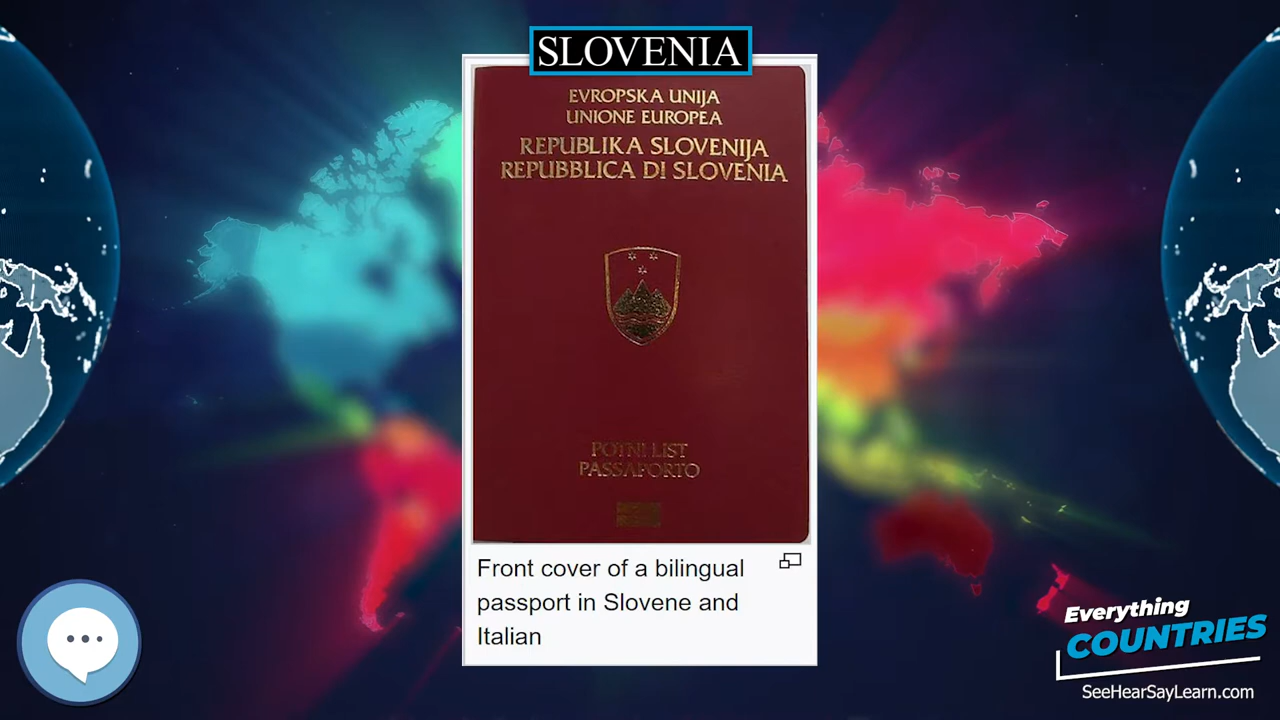 SLOVENIA
EVROPSKA UNIJA
UNIONE EUROPEA
REPUBLIKA SLOVENIJA
REPUBBLICA DI SLOVENIA
POTNI LIST
PASSAPORTO
Front cover of a bilingual
passport in Slovene and
Italian
Everything
COUNTRIES
SeeHearSayLearn.com